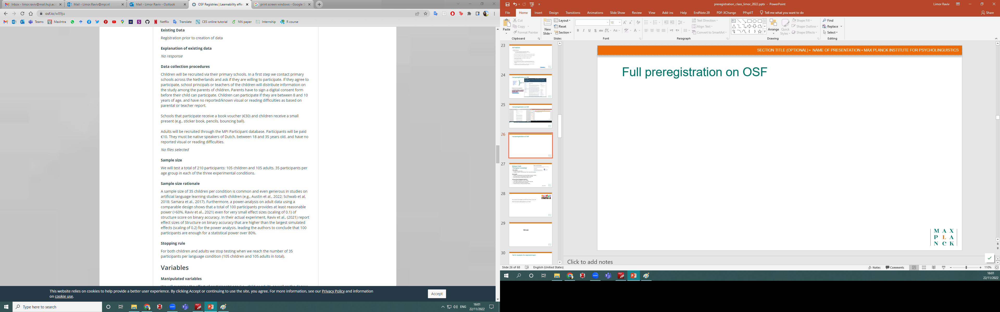 Inbox - limor.raviv@mail.huji.ac.i
Mail - Limor.Raviv@mpi.nl
Mail - Limor Raviv - Outlook
OSF Registries | Learnability effec
print screen windows - Google S
osf.io/w89ju
Teams
MaxIntra
Netflix
Translate
CES online tutorial
NN paper
Internship
R course
Existing Data
Registration prior to creation of data
Explanation of existing data
No response
Data collection procedures
Children will be recruited via their primary schools. In a first step we contact primary
schools across the Netherlands and ask if they are willing to participate. If they agree to
participate, school principals or teachers of the children will distribute information on
the study among the parents of children. Parents have to sign a digital consent form
before their child can participate. Children can participate if they are between 8 and 10
years of age, and have no reported/known visual or reading difficulties as based on
parental or teacher report.
Schools that participate receive a book voucher (€30) and children receive a small
present (e.g., sticker book, pencils, bouncing ball).
Adults will be recruited through the MPI Participant database. Participants will be paid
€10. They must be native speakers of Dutch, between 18 and 35 years old, and have no
reported visual or reading difficulties.
No files selected
Sample size
We will test a total of 210 participants: 105 children and 105 adults. 35 participants per
age group in each of the three experimental conditions.
Sample size rationale
A sample size of 35 children per condition is common and even generous in studies on
artificial language learning studies with children (e.g., Austin et al., 2022; Schwab et al,
2018; Samara et al., 2017). Furthermore, a power-analysis on adult data using a
comparable design shows that a total of 100 participants provides at least reasonable
power (>60%, Raviv et al., 2021) even for very small effect sizes (scaling of 0.1) of
structure score on binary accuracy. In their actual experiment, Raviv et al., (2021) report
effect sizes of Structure on binary accuracy that are higher than the largest simulated
effects (scaling of 0.2) for the power analysis, leading the authors to conclude that 100
participants are enough for a statistical power over 80%.
Stopping rule
For both children and adults we stop testing when we reach the number of 35
participants per language condition (105 children and 105 adults in total).
Variables
Manipulated variables
This website relies on cookies to help provide a better user experience. By clicking Accept or continuing to use the site, you agree. For more information, see our Privacy Policy and information
on cookie use.
Accept
Type here to search
zoom
PDF
ENG
16:01
22/11/2022
preregistration_class_limor_2022.pptx - PowerPoint
Limor Raviv
File
Home
Insert
Design
Transitions
Animations
Slide Show
Review
View
Add-ins
Help
EndNote 20
PDF-XChange
PPspliT
Tell me what you want to do
Share
Paste
Cut
Copy
Format Painter
Clipboard
New
Slide
Layout
Reset
Section
Slides
18
Font
Text Direction
Align Text
Convert to SmartArt
Paragraph
Arrange
Quick
Styles
Shape Fill
Shape Outline
Shape Effects
Drawing
Find
Replace
Select
Editing
23
24
Full preregistration on OSF
25
Full preregistration on OSF
26
Full preregistration on OSF
27
28
29
Break
30
SECTION TITLE (OPTIONAL) • NAME OF PRESENTATION • MAX PLANCK INSTITUTE FOR PSYCHOLINGUISTICS
Full preregistration on OSF
MAX
PLA
NCK
Click to add notes
Slide 26 of 68
English (United States)
Notes
Comments
110%
16:01
22/11/2022